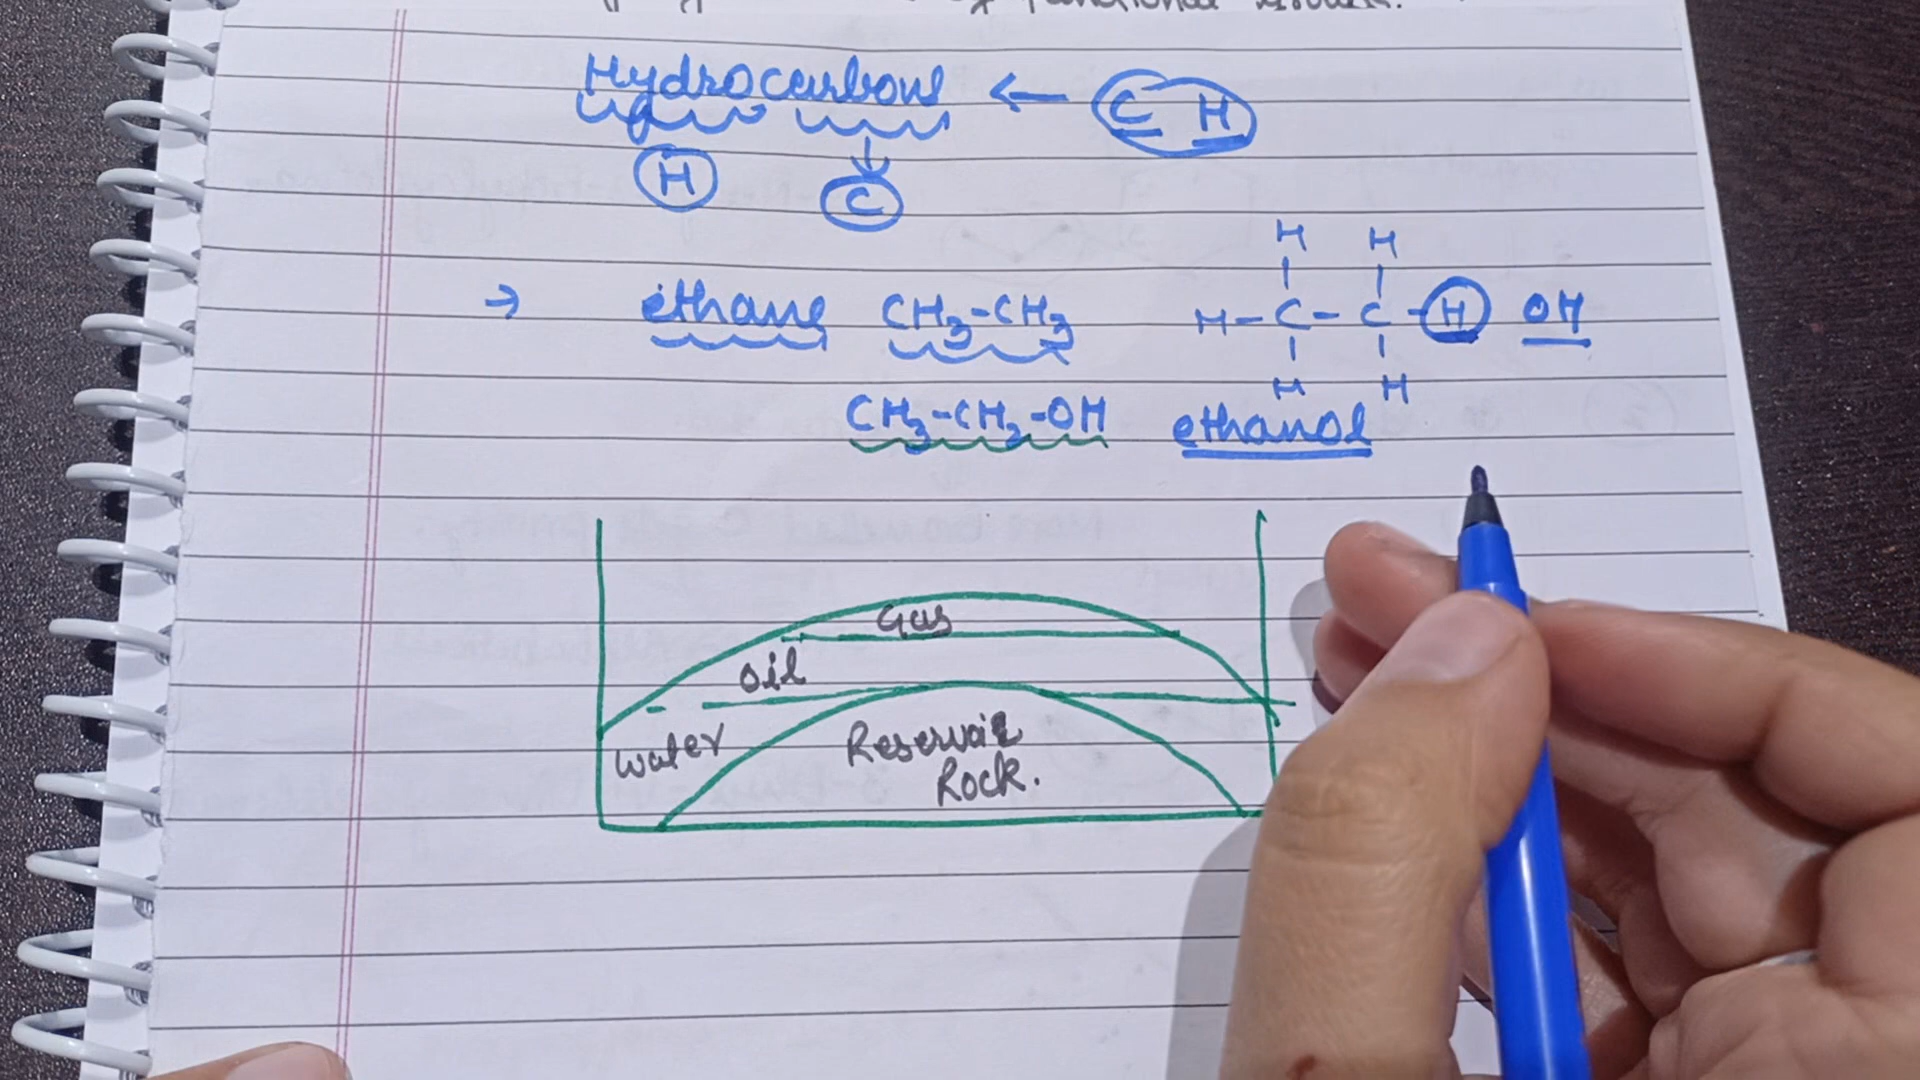 Hydrocarbons ← C H
H C
H H
→ ethane CH3-CH3 H-C-C-H OH
H H
CH3-CH2-OH ethanol
Gas
Oil
Water
Reservoir
Rock.